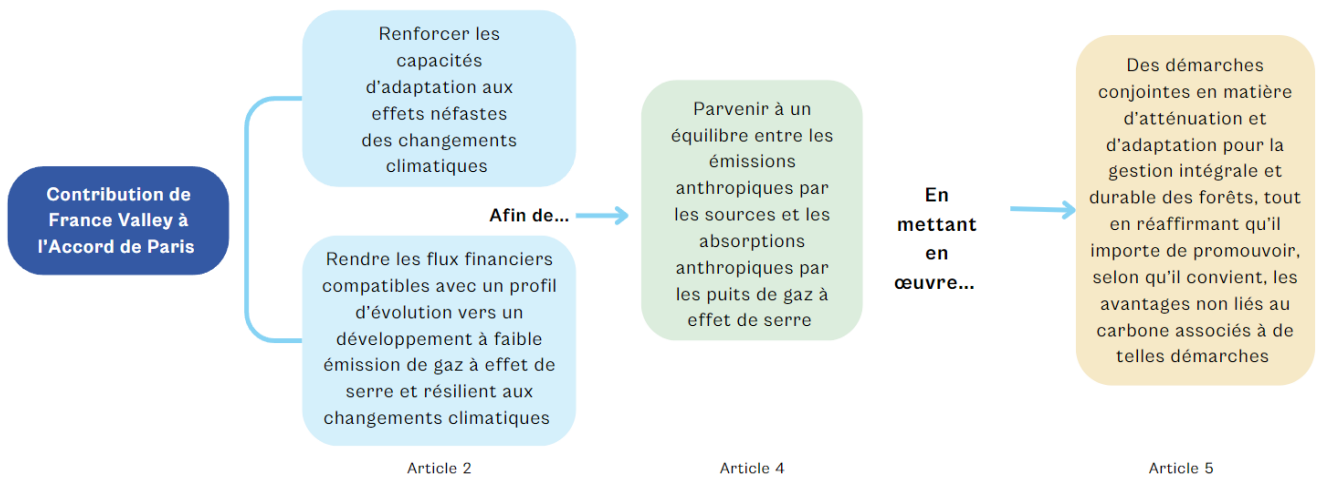 Contribution de
France Valley à
l'Accord de Paris
Renforcer les
capacités
d'adaptation aux
effets néfastes
des changements
climatiques
Rendre les flux financiers
compatibles avec un profil
d'évolution vers un
développement à faible
émission de gaz à effet de
serre et résilient aux
changements climatiques
Article 2
Afin de...
Parvenir à un
équilibre entre les
émissions
anthropiques par
les sources et les
absorptions
anthropiques par
les puits de gaz à
effet de serre
Article 4
En
mettant
en
œuvre...
Des démarches
conjointes en matière
d'atténuation et
d'adaptation pour la
gestion intégrale et
durable des forêts, tout
en réaffirmant qu'il
importe de promouvoir,
selon qu'il convient, les
avantages non liés au
carbone associés à de
telles démarches
Article 5